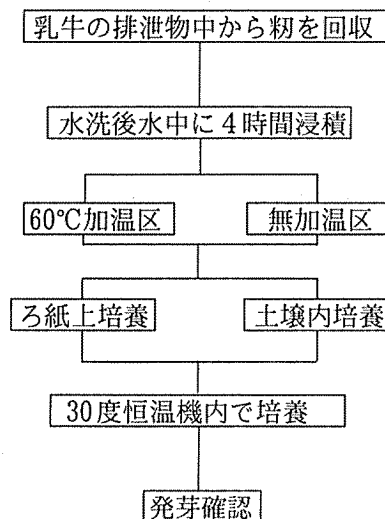 乳牛の排泄物中から籾を回収
水洗後水中に4時間浸積
60℃加温区
無加温区
ろ紙上培養
土壌内培養
30度恒温機内で培養
発芽確認